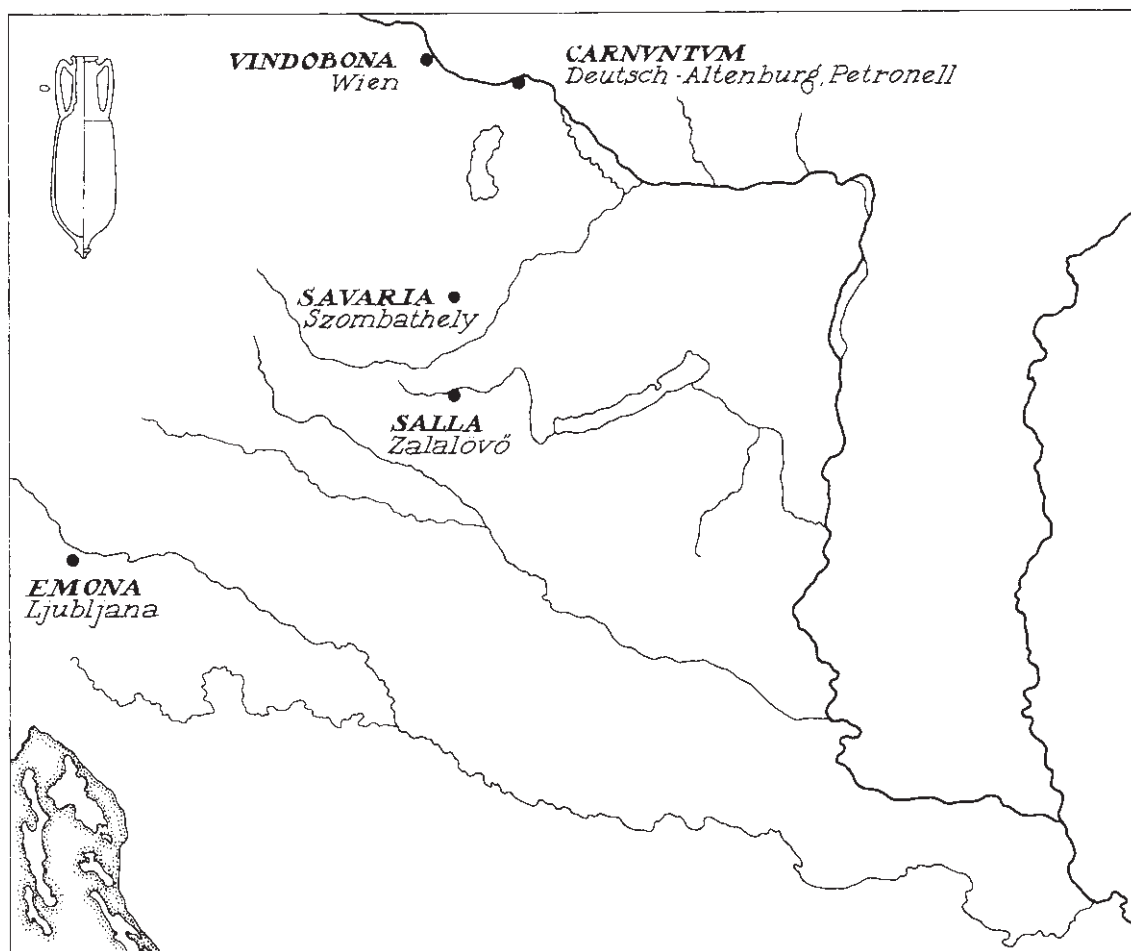 VINDOBONA
Wien
CARNVNTVM
Deutsch-Altenburg, Petronell
SAVARIA
Szombathely
SALLA
Zalalövő
EMONA
Ljubljana